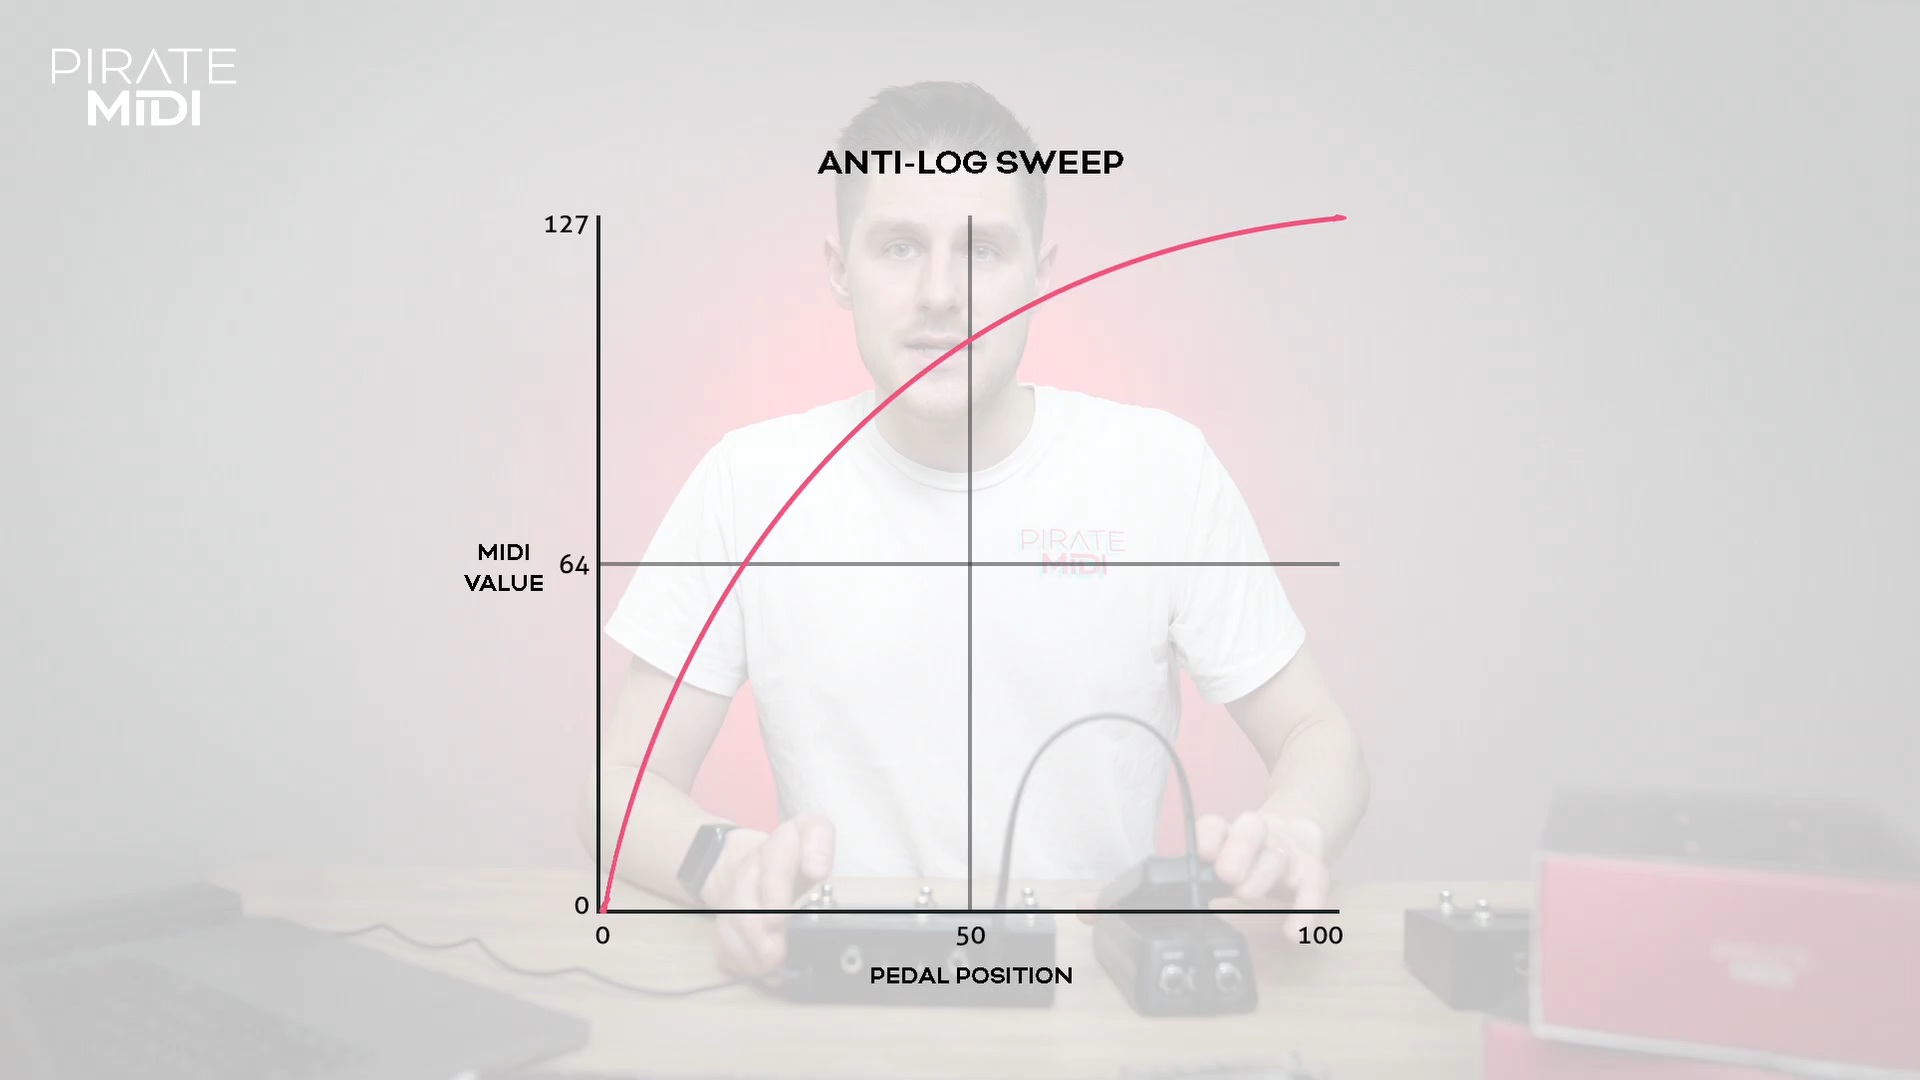 PIRATE
MiDI
ANTI-LOG SWEEP
127
PIRATE
MiDI
MIDI
VALUE
64
0
0
50
100
PEDAL POSITION